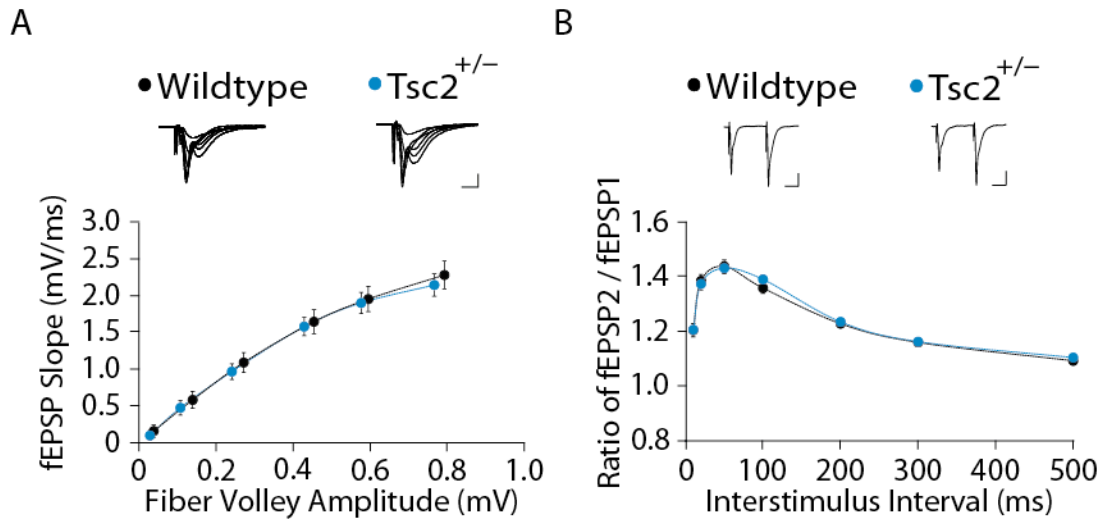 A
Wildtype
Tsc2+/−
fEPSP Slope (mV/ms)
3.0
2.5
2.0
1.5
1.0
0.5
0
0
0.2
0.4
0.6
0.8
1.0
Fiber Volley Amplitude (mV)
B
Wildtype
Tsc2+/−
Ratio of fEPSP2 / fEPSP1
1.6
1.4
1.2
1.0
0.8
0
100
200
300
400
500
Interstimulus Interval (ms)